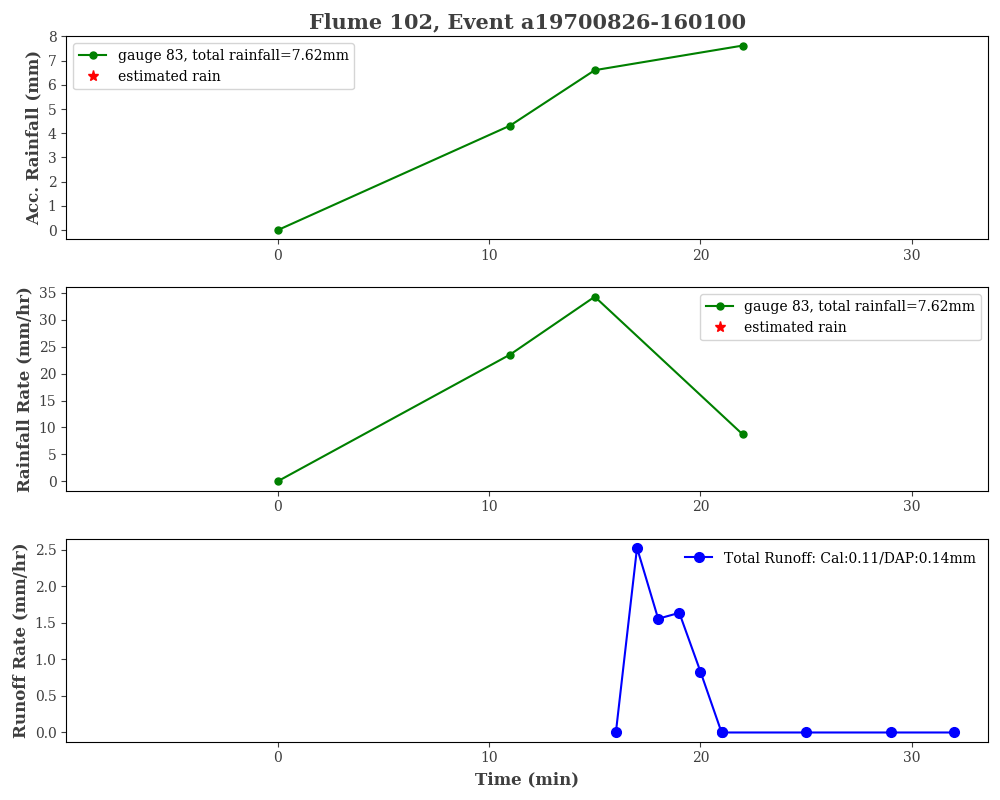 Flume 102, Event a19700826-160100
Acc. Rainfall (mm)
8
7
6
5
4
3
2
1
0
gauge 83, total rainfall=7.62mm
estimated rain
0 10 20 30
Rainfall Rate (mm/hr)
35
30
25
20
15
10
5
0
gauge 83, total rainfall=7.62mm
estimated rain
0 10 20 30
Runoff Rate (mm/hr)
2.5
2.0
1.5
1.0
0.5
0.0
Total Runoff: Cal:0.11/DAP:0.14mm
0 10 20 30
Time (min)